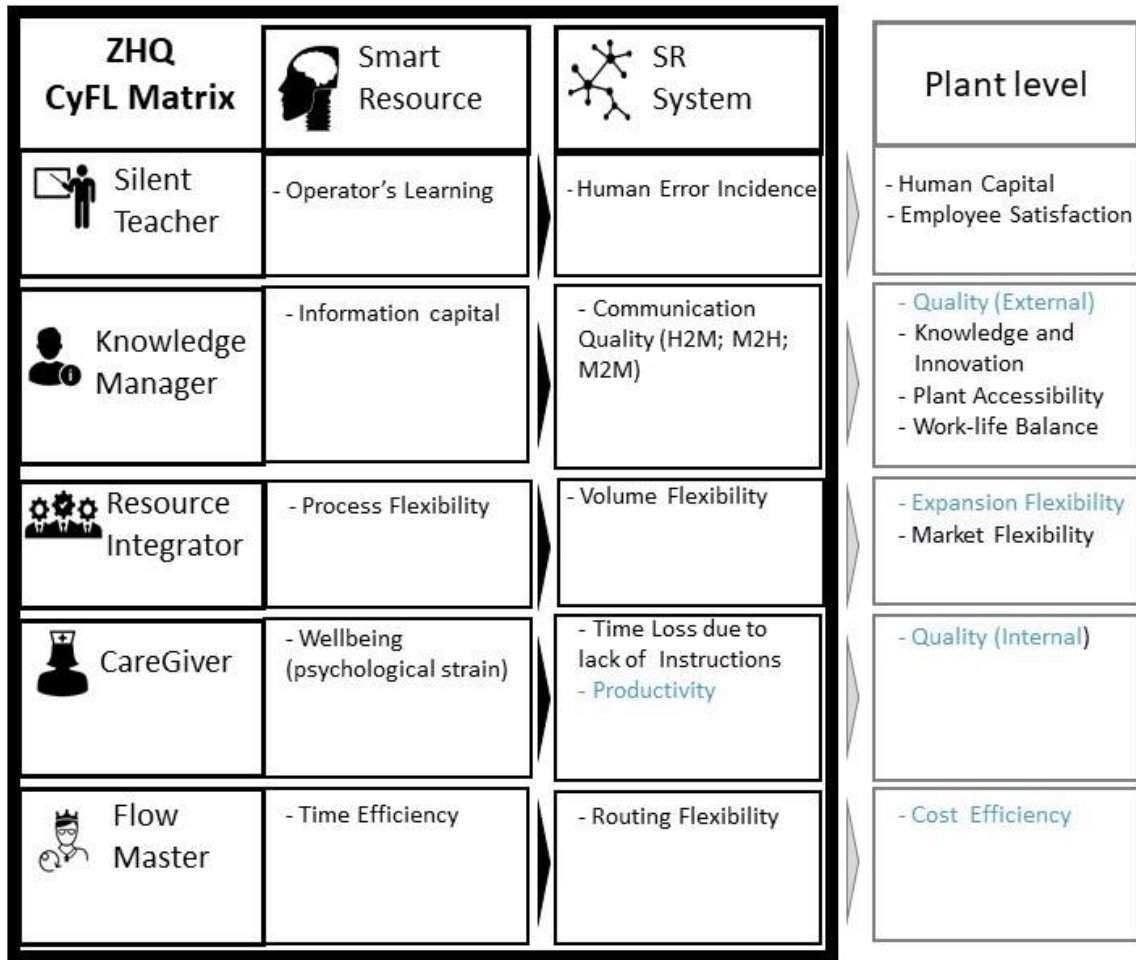 ZHQ
CyFL Matrix
Smart
Resource
SR
System
Plant level
Silent
Teacher
- Operator's Learning
- Human Error Incidence
- Human Capital
- Employee Satisfaction
Knowledge
Manager
- Information capital
- Communication
Quality (H2M; M2H;
M2M)
- Quality (External)
- Knowledge and
Innovation
- Plant Accessibility
- Work-life Balance
Resource
Integrator
- Process Flexibility
- Volume Flexibility
- Expansion Flexibility
- Market Flexibility
CareGiver
- Wellbeing
(psychological strain)
- Time Loss due to
lack of Instructions
- Productivity
- Quality (Internal)
Flow
Master
- Time Efficiency
- Routing Flexibility
- Cost Efficiency